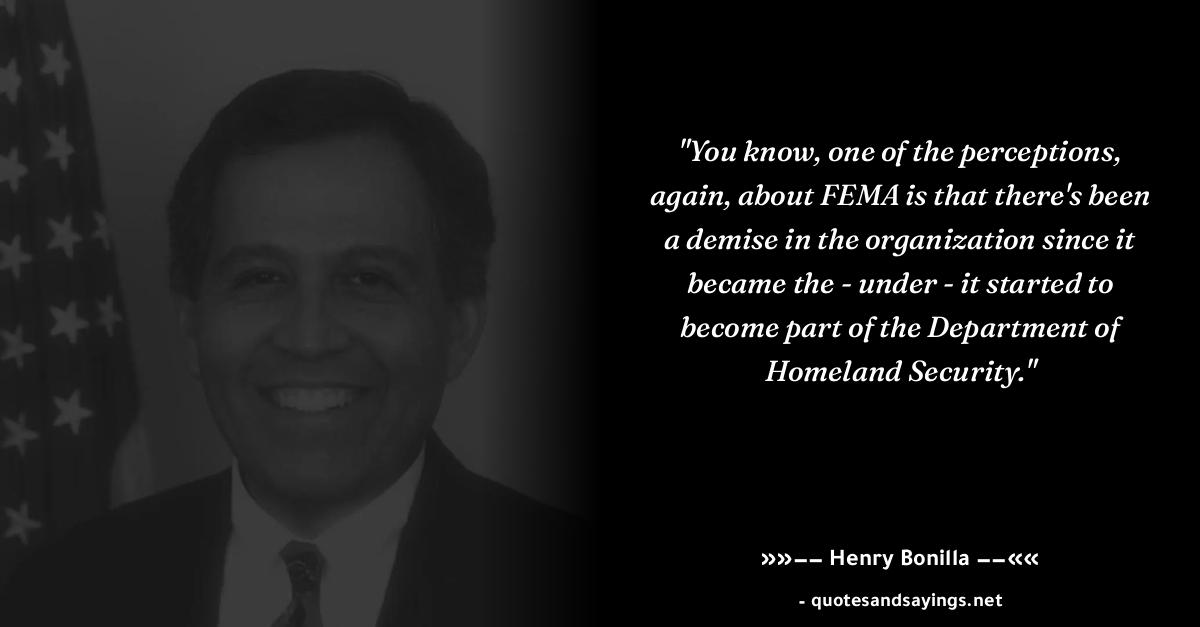 "You know, one of the perceptions,
again, about FEMA is that there's been
a demise in the organization since it
became the - under - it started to
become part of the Department of
Homeland Security."
»»—— Henry Bonilla ——««
- quotesandsayings.net